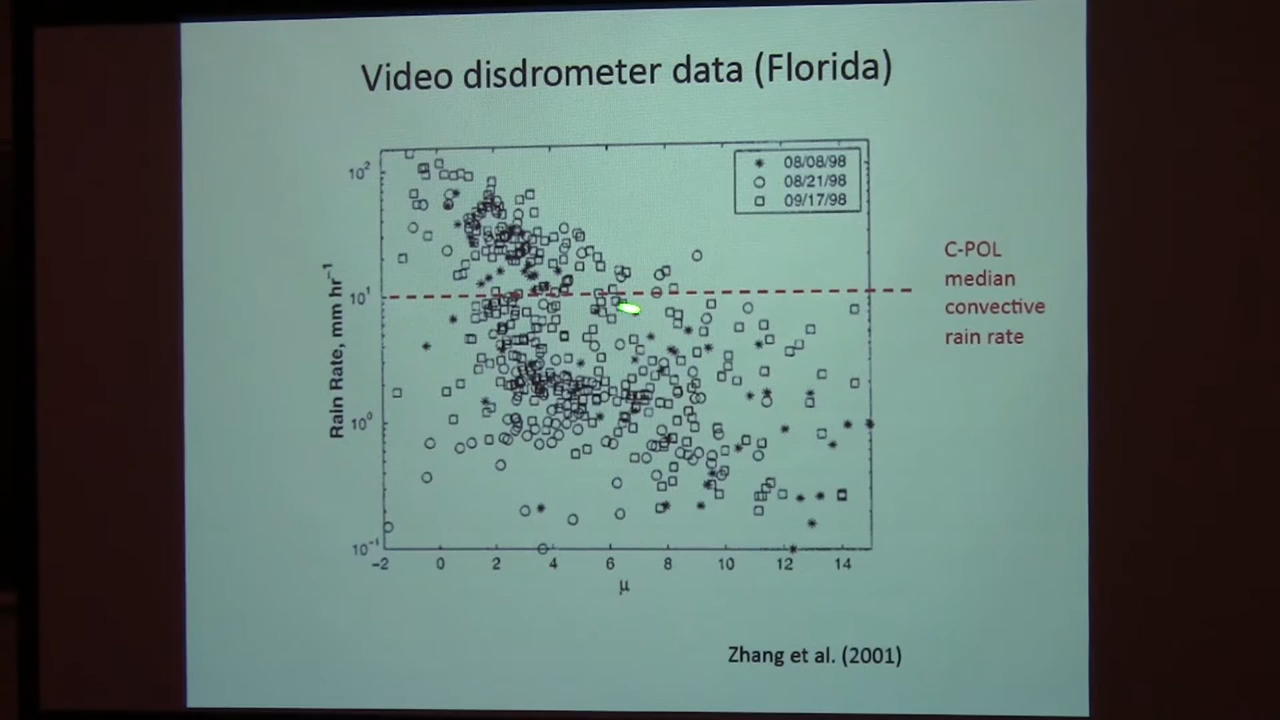 Video disdrometer data (Florida)
10²
10¹
10⁰
10⁻¹
Rain Rate, mm hr⁻¹
08/08/98
08/21/98
09/17/98
C-POL
median
convective
rain rate
−2 0 2 4 6 8 10 12 14
μ
Zhang et al. (2001)